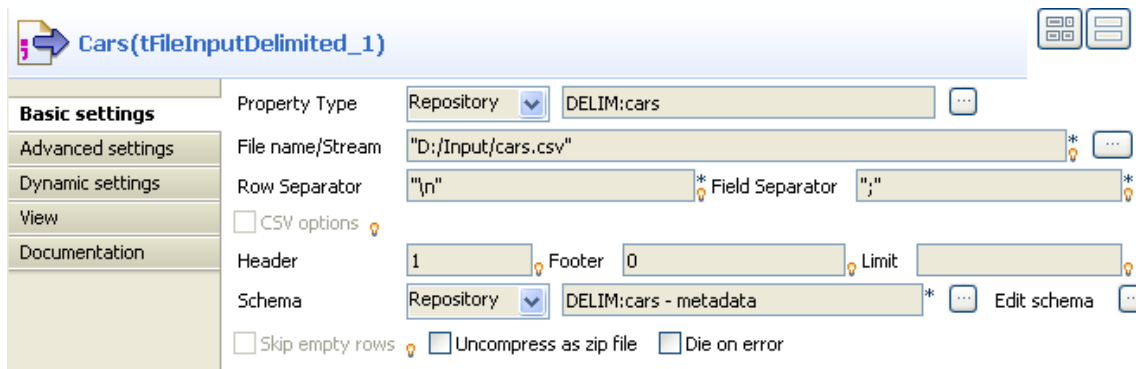 Cars(tFileInputDelimited_1)
Basic settings
Advanced settings
Dynamic settings
View
Documentation
Property Type Repository DELIM:cars ...
File name/Stream "D:/Input/cars.csv" * ...
Row Separator "\n" * Field Separator ";" *
CSV options
Header 1 Footer 0 Limit
Schema Repository DELIM:cars - metadata * ... Edit schema ...
Skip empty rows Uncompress as zip file Die on error